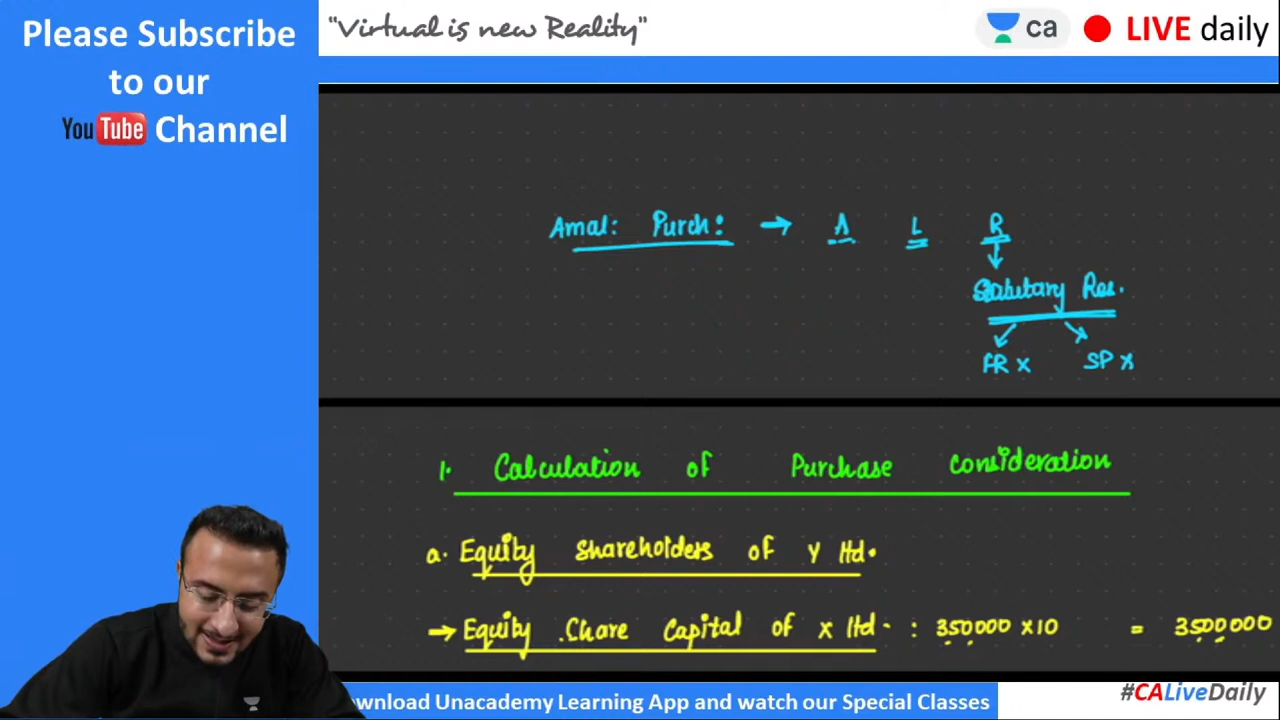 Please Subscribe
to our
YouTube Channel
"Virtual is new Reality"
ca LIVE daily
Amal: Purch: → A L R
Statutary Res.
FR x SP x
1. Calculation of Purchase Consideration
a. Equity Shareholders of Y ltd.
→ Equity Share Capital of X ltd. : 350000 x 10 = 3500000
ownload Unacademy Learning App and watch our Special Classes
#CALiveDaily